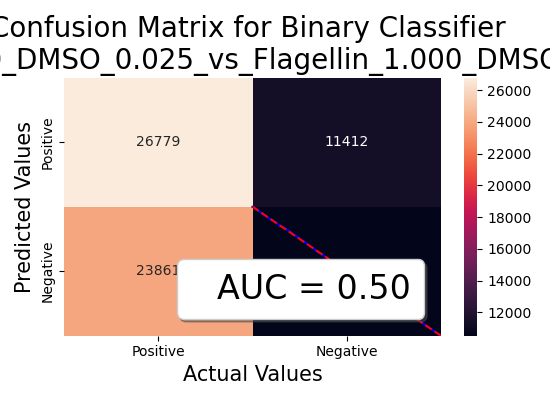 Confusion Matrix for Binary Classifier
0_DMSO_0.025_vs_Flagellin_1.000_DMSO
26779
11412
23861
AUC = 0.50
Predicted Values
Positive
Negative
Positive
Negative
Actual Values
26000
24000
22000
20000
18000
16000
14000
12000